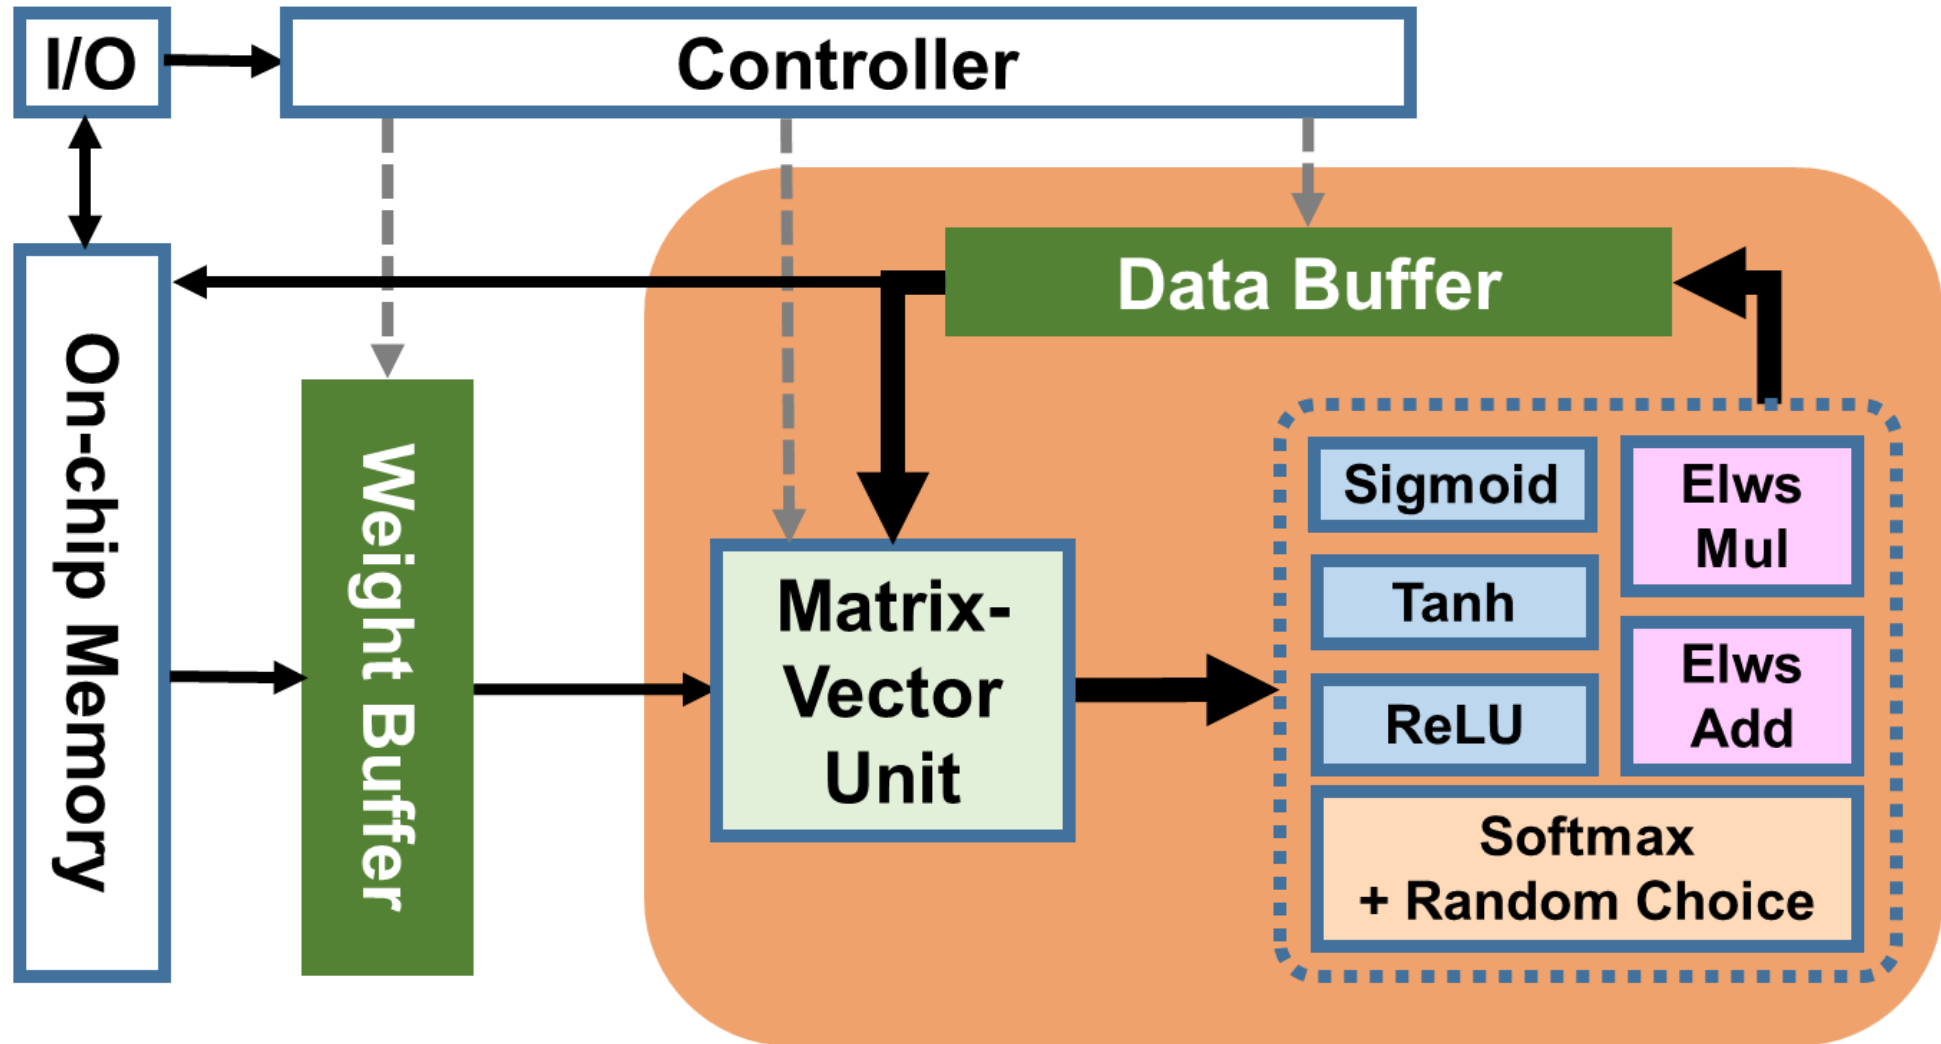 I/O
Controller
On-chip Memory
Weight Buffer
Data Buffer
Matrix-
Vector
Unit
Sigmoid
Tanh
ReLU
Elws
Mul
Elws
Add
Softmax
+ Random Choice